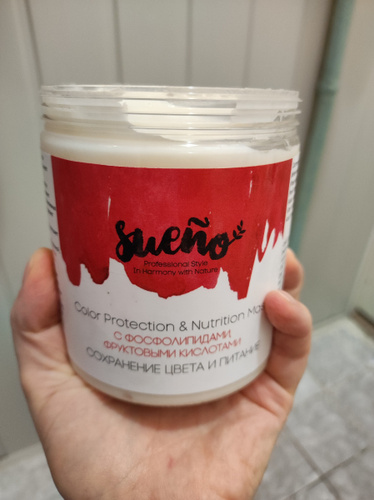 sueño
Professional Style
In Harmony with Nature
Color Protection & Nutrition
С ФОСФОЛИПИДАМИ,
ФРУКТОВЫМИ КИСЛОТАМИ
СОХРАНЕНИЕ ЦВЕТА И ПИТАНИЕ